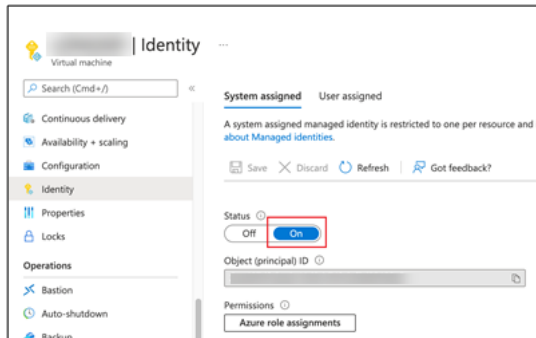 | Identity ...
Virtual machine
Search (Cmd+/)
«
Continuous delivery
Availability + scaling
Configuration
Identity
Properties
Locks
Operations
Bastion
Auto-shutdown
Backup
System assigned User assigned
A system assigned managed identity is restricted to one per resource and
about Managed identities.
Save Discard Refresh | Got feedback?
Status
Off On
Object (principal) ID
Permissions
Azure role assignments